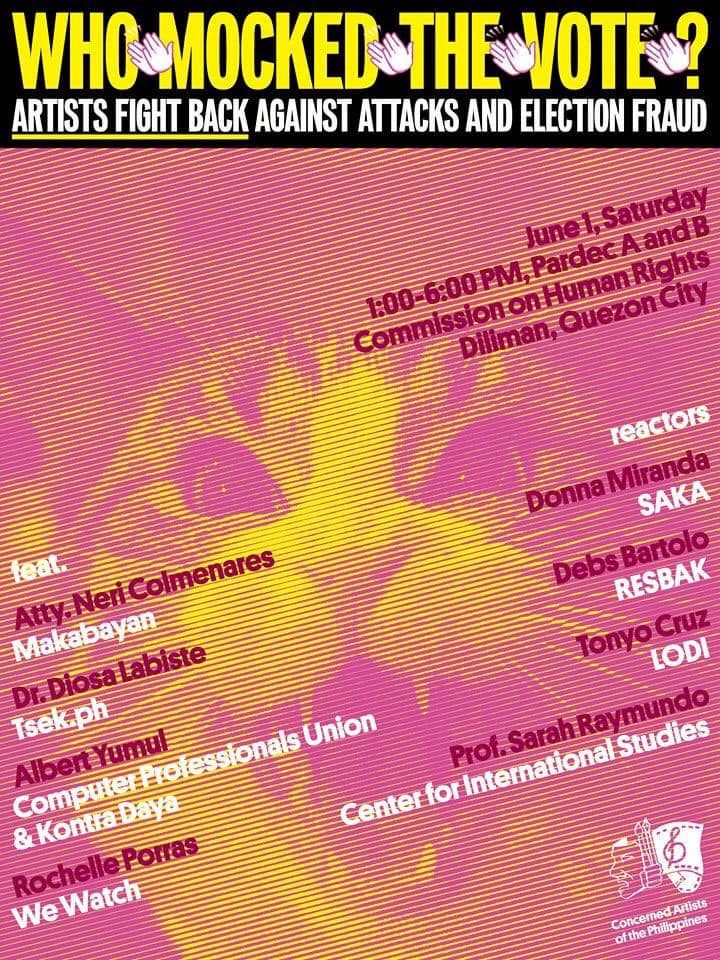 WHO MOCKED THE VOTE ?
ARTISTS FIGHT BACK AGAINST ATTACKS AND ELECTION FRAUD
June 1, Saturday
1:00-6:00 PM, Pardec A and B
Commission on Human Rights
Diliman, Quezon City
reactors
Donna Miranda
SAKA
Debs Bartolo
RESBAK
Tonyo Cruz
LODI
Prof. Sarah Raymundo
Center for International Studies
feat.
Atty. Neri Colmenares
Makabayan
Dr. Diosa Labiste
Tsek.ph
Albert Yumul
Computer Professionals Union
& Kontra Daya
Rochelle Porras
We Watch
Concerned Artists
of the Philippines